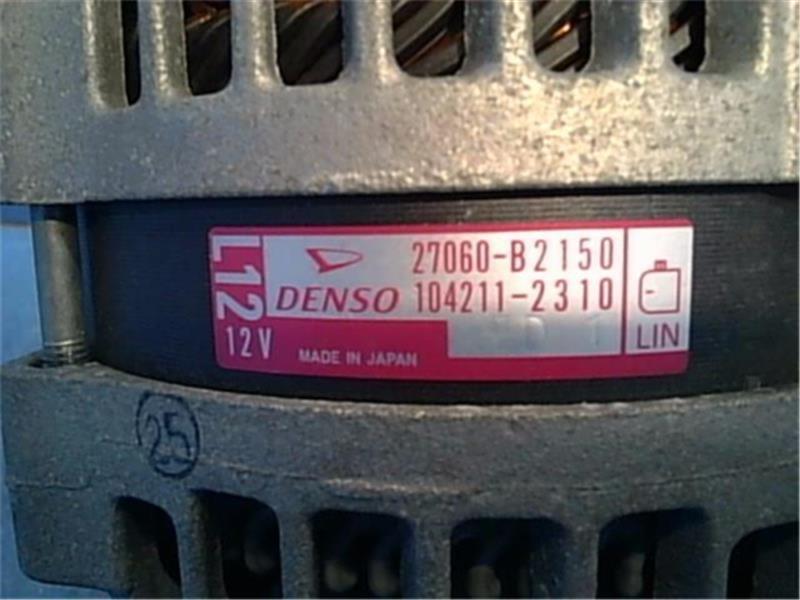 L12
27060-B2150
DENSO 104211-2310
12V
MADE IN JAPAN
LIN
25